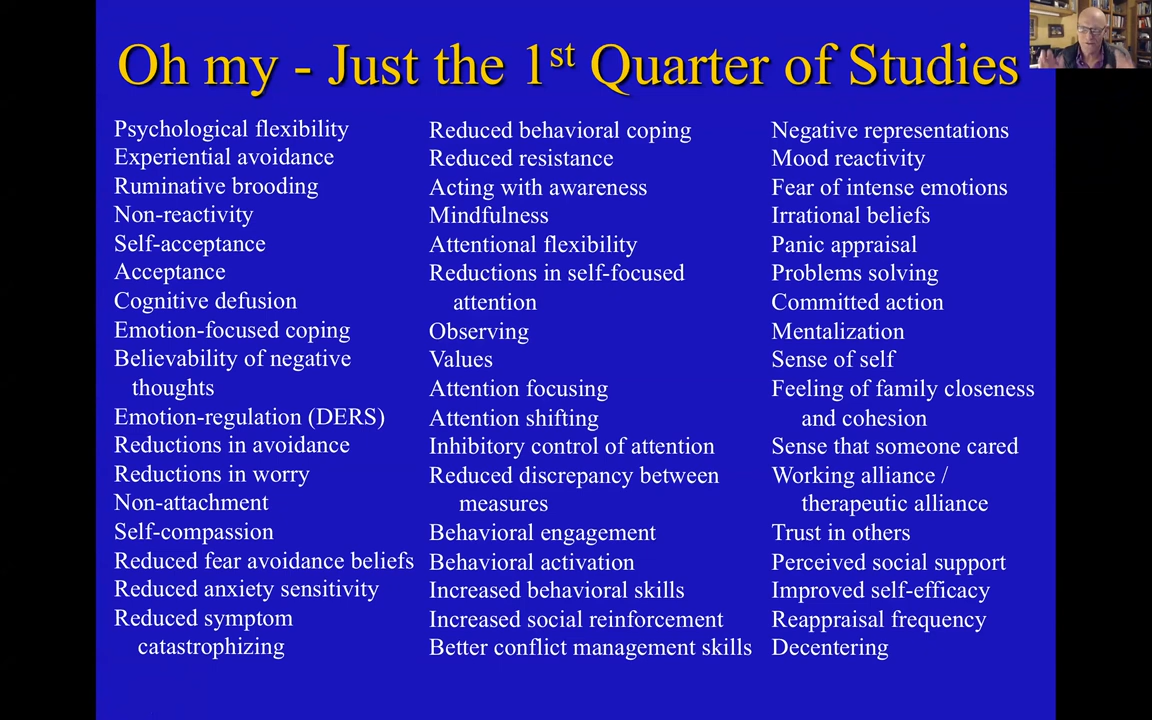 Oh my - Just the 1st Quarter of Studies
Psychological flexibility
Experiential avoidance
Ruminative brooding
Non-reactivity
Self-acceptance
Acceptance
Cognitive defusion
Emotion-focused coping
Believability of negative
thoughts
Emotion-regulation (DERS)
Reductions in avoidance
Reductions in worry
Non-attachment
Self-compassion
Reduced fear avoidance beliefs
Reduced anxiety sensitivity
Reduced symptom
catastrophizing
Reduced behavioral coping
Reduced resistance
Acting with awareness
Mindfulness
Attentional flexibility
Reductions in self-focused
attention
Observing
Values
Attention focusing
Attention shifting
Inhibitory control of attention
Reduced discrepancy between
measures
Behavioral engagement
Behavioral activation
Increased behavioral skills
Increased social reinforcement
Better conflict management skills
Negative representations
Mood reactivity
Fear of intense emotions
Irrational beliefs
Panic appraisal
Problems solving
Committed action
Mentalization
Sense of self
Feeling of family closeness
and cohesion
Sense that someone cared
Working alliance /
therapeutic alliance
Trust in others
Perceived social support
Improved self-efficacy
Reappraisal frequency
Decentering